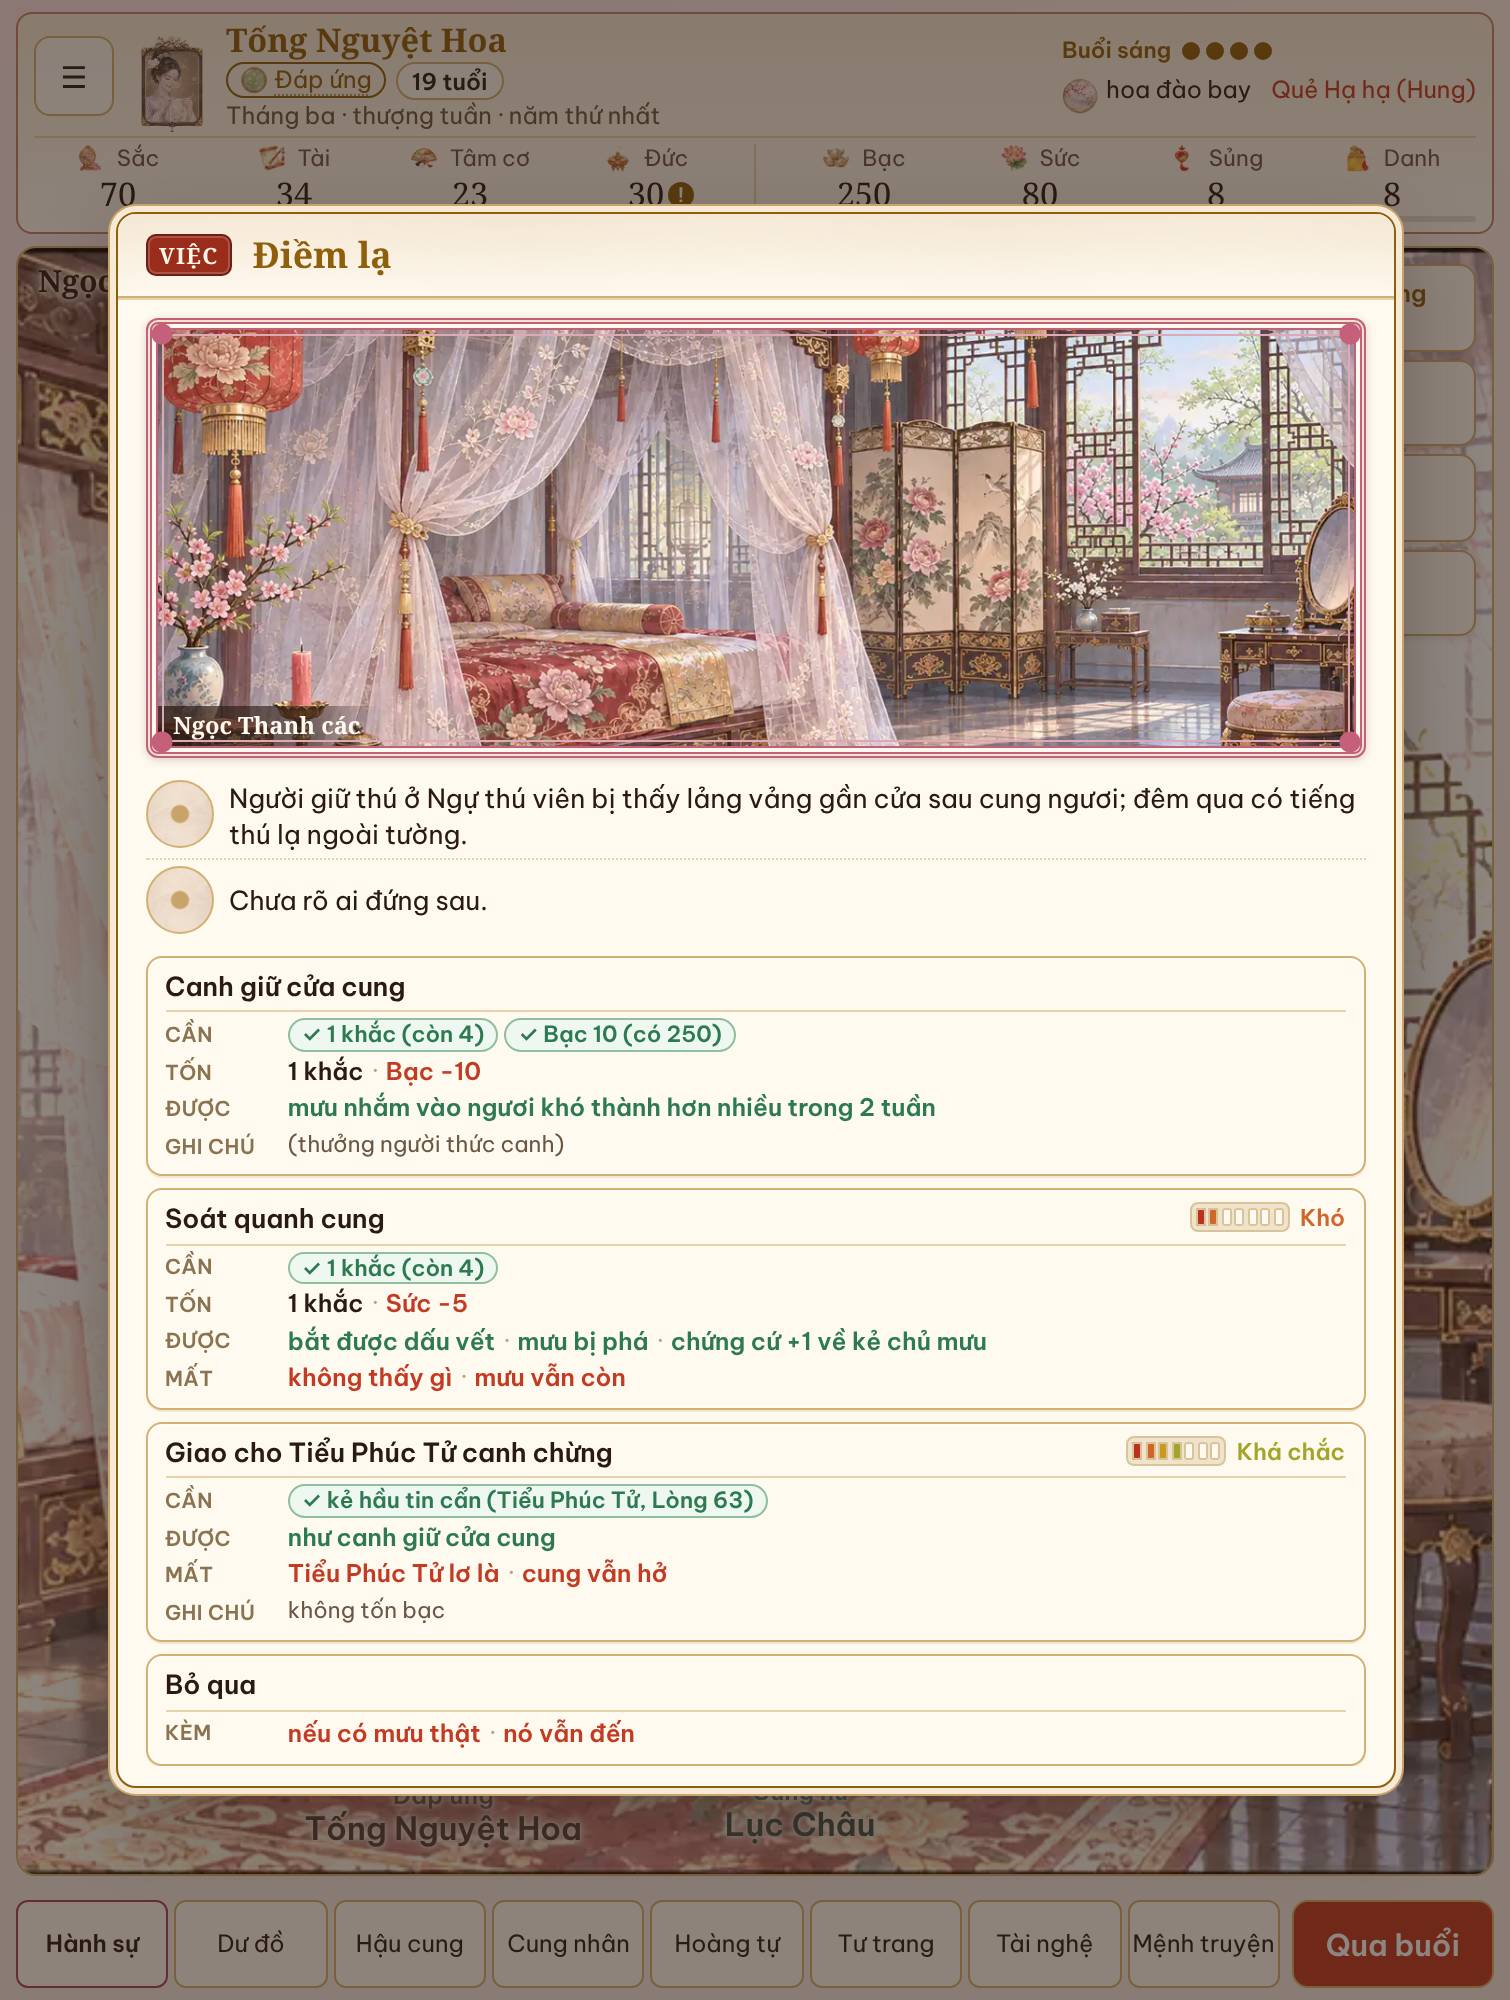 ☰
Tống Nguyệt Hoa
Đáp ứng 19 tuổi
Tháng ba · thượng tuần · năm thứ nhất
Buổi sáng
hoa đào bay Quẻ Hạ hạ (Hung)
Sắc Tài Tâm cơ Đức Bạc Sức Sủng Danh
70 34 23 30 ! 250 80 8 8
VIỆC Điềm lạ
Ngọc Thanh các
Người giữ thú ở Ngự thú viên bị thấy lảng vảng gần cửa sau cung ngươi; đêm qua có tiếng
thú lạ ngoài tường.
Chưa rõ ai đứng sau.
Canh giữ cửa cung
CẦN ✓ 1 khắc (còn 4) ✓ Bạc 10 (có 250)
TỐN 1 khắc · Bạc -10
ĐƯỢC mưu nhắm vào ngươi khó thành hơn nhiều trong 2 tuần
GHI CHÚ (thưởng người thức canh)
Soát quanh cung Khó
CẦN ✓ 1 khắc (còn 4)
TỐN 1 khắc · Sức -5
ĐƯỢC bắt được dấu vết · mưu bị phá · chứng cứ +1 về kẻ chủ mưu
MẤT không thấy gì · mưu vẫn còn
Giao cho Tiểu Phúc Tử canh chừng Khá chắc
CẦN ✓ kẻ hầu tin cẩn (Tiểu Phúc Tử, Lòng 63)
ĐƯỢC như canh giữ cửa cung
MẤT Tiểu Phúc Tử lơ là · cung vẫn hở
GHI CHÚ không tốn bạc
Bỏ qua
KÈM nếu có mưu thật · nó vẫn đến
Tống Nguyệt Hoa Lục Châu
Hành sự Dư đồ Hậu cung Cung nhân Hoàng tự Tư trang Tài nghệ Mệnh truyện Qua buổi